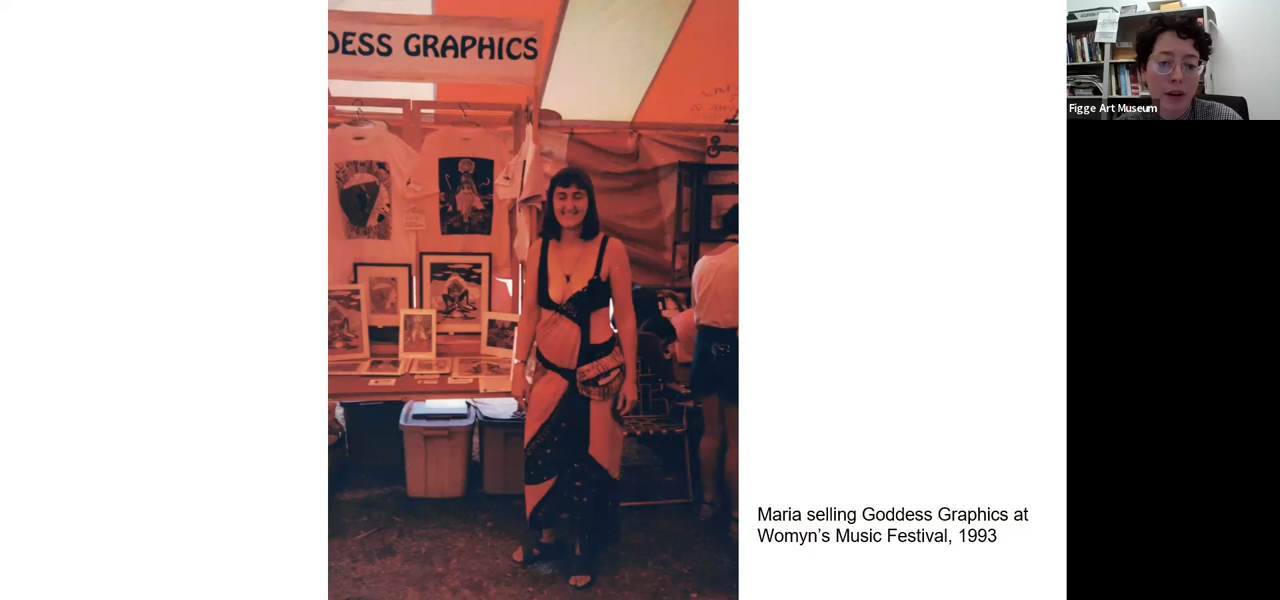 DESS GRAPHICS
Figge Art Museum
Maria selling Goddess Graphics at
Womyn's Music Festival, 1993